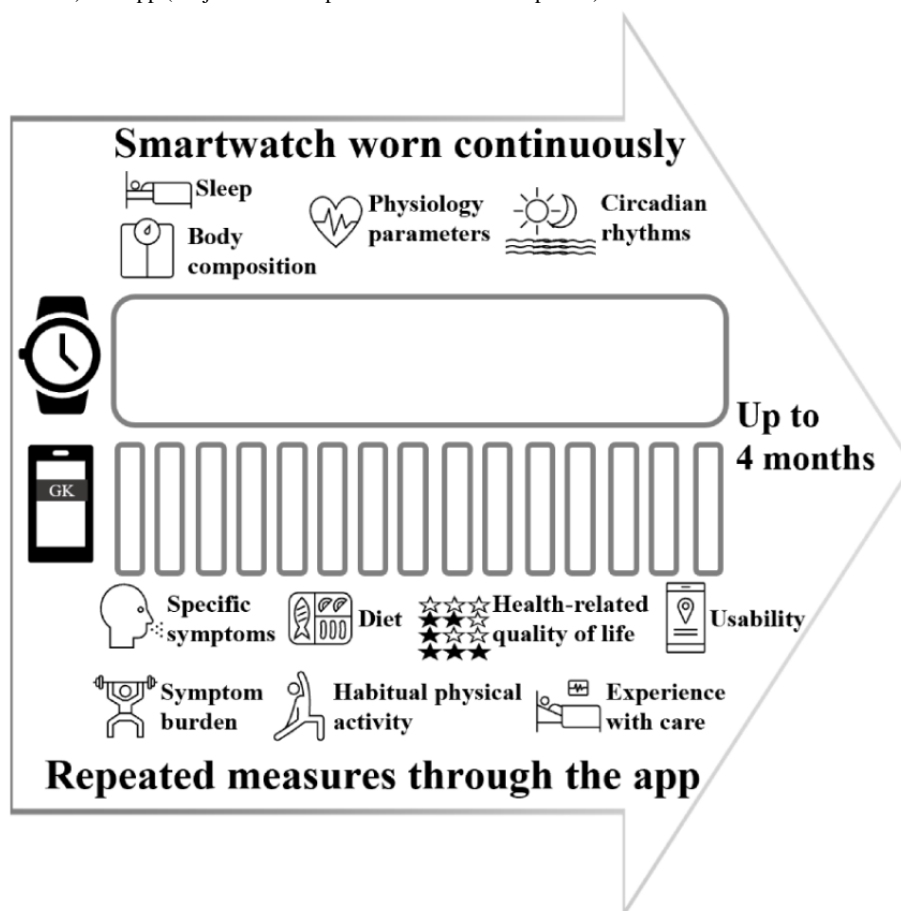 Smartwatch worn continuously
Sleep
Physiology
parameters
Circadian
rhythms
Body
composition
Up to
4 months
GK
Specific
symptoms
Diet
Health-related
quality of life
Usability
Symptom
burden
Habitual physical
activity
Experience
with care
Repeated measures through the app